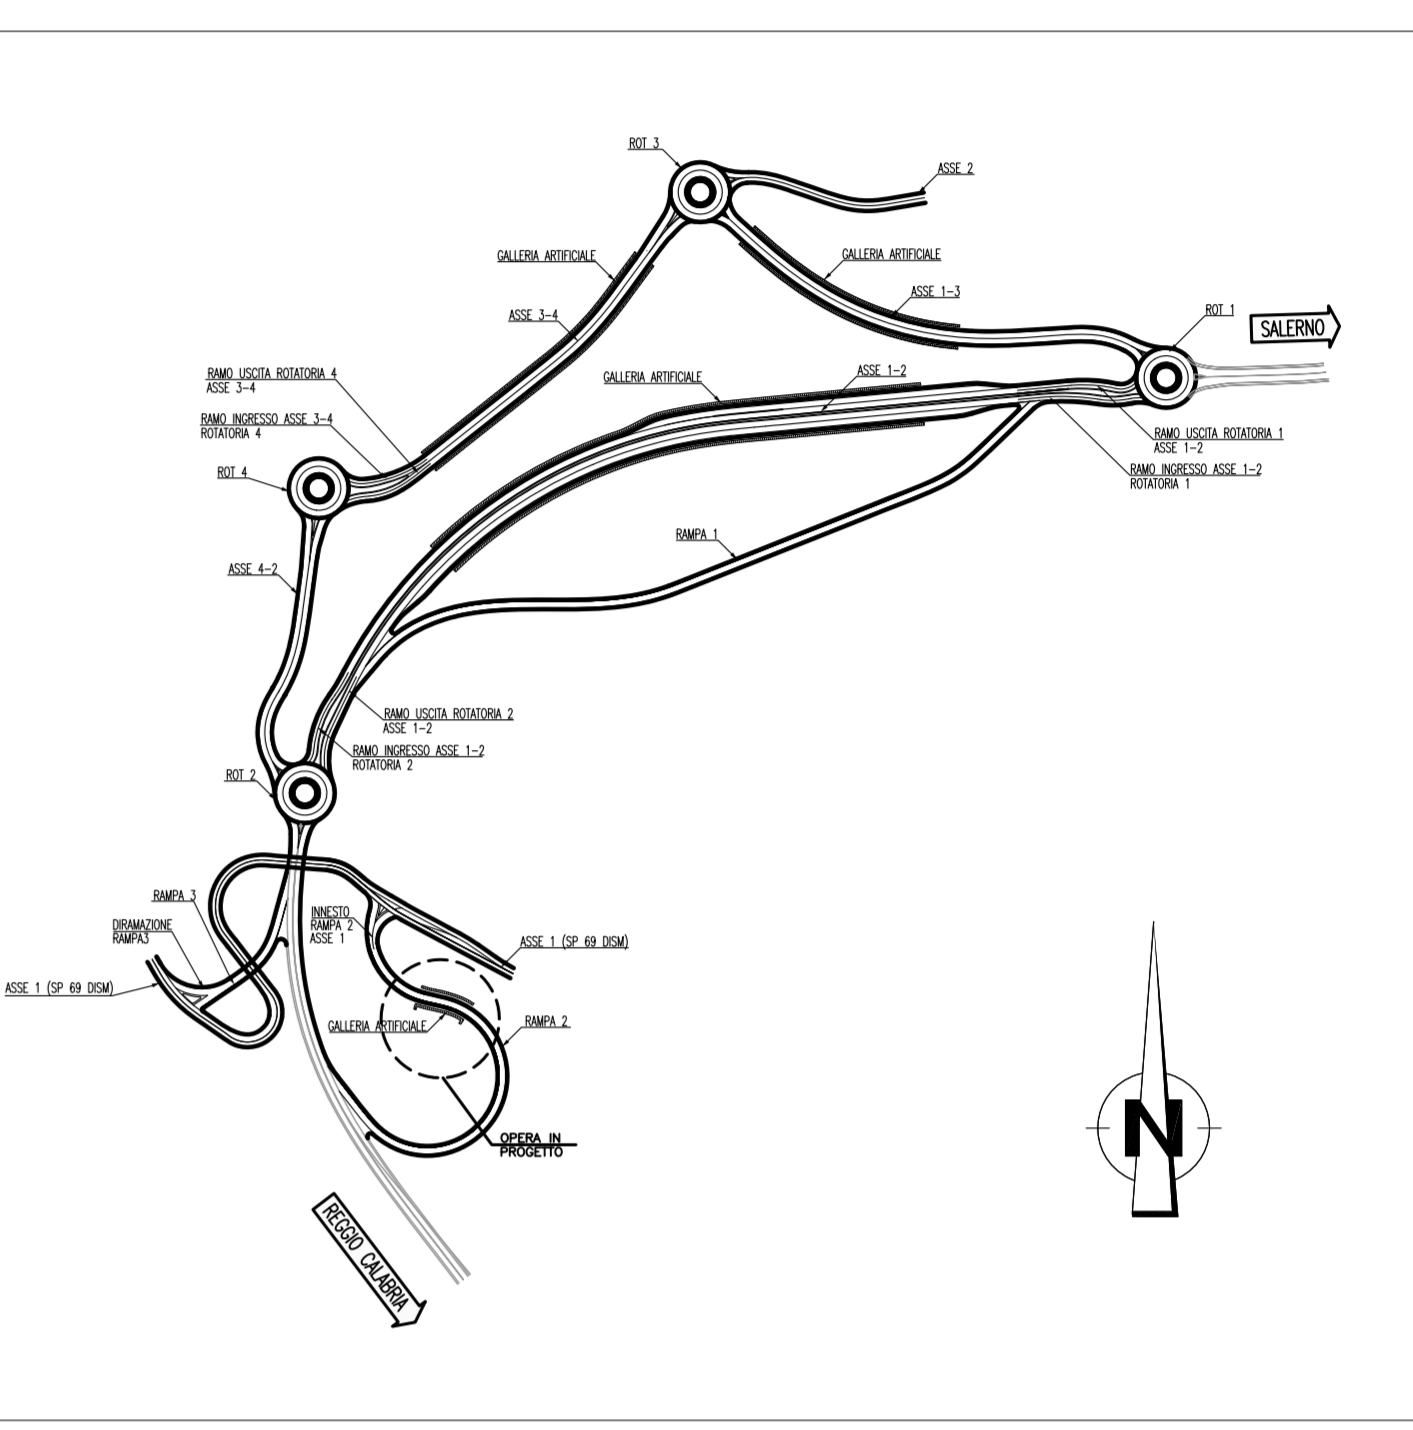 ROT 3
ASSE 2
GALLERIA ARTIFICIALE
GALLERIA ARTIFICIALE
ASSE 1-3
ROT 1
SALERNO
ASSE 3-4
RAMO USCITA ROTATORIA 4
ASSE 3-4
GALLERIA ARTIFICIALE
ASSE 1-2
RAMO INGRESSO ASSE 3-4
ROTATORIA 4
RAMO USCITA ROTATORIA 1
ASSE 1-2
ROT 4
RAMO INGRESSO ASSE 1-2
ROTATORIA 1
RAMPA 1
ASSE 4-2
RAMO USCITA ROTATORIA 2
ASSE 1-2
RAMO INGRESSO ASSE 1-2
ROTATORIA 2
ROT 2
RAMPA 3
INNESTO
RAMPA 2
ASSE 1
DIRAMAZIONE
RAMPA3
ASSE 1 (SP 69 DISM)
ASSE 1 (SP 69 DISM)
GALLERIA ARTIFICIALE
RAMPA 2
OPERA IN
PROGETTO
N
REGGIO CALABRIA